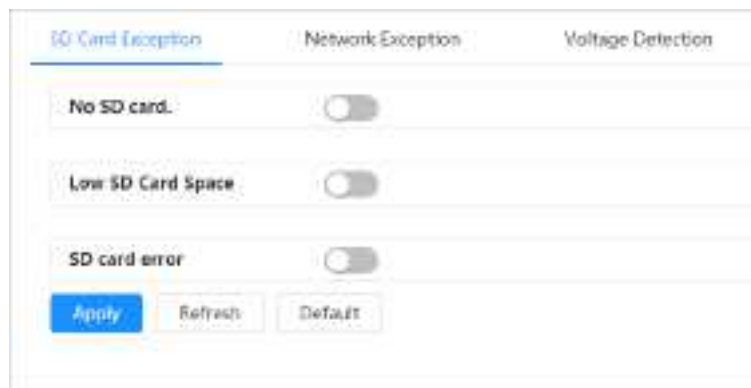 SD Card Exception Network Exception Voltage Detection
No SD card.
Low SD Card Space
SD card error
Apply Refresh Default